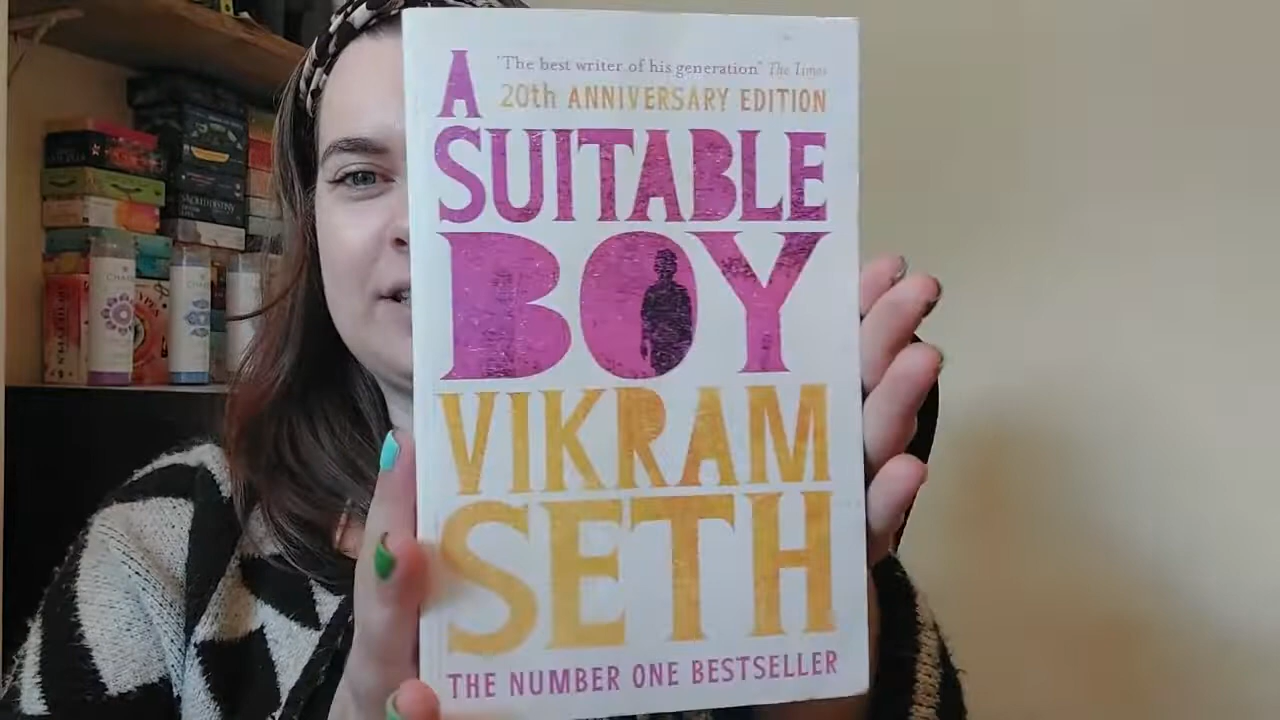 'The best writer of his generation' The Times
A
20th ANNIVERSARY EDITION
SUITABLE
BOY
VIKRAM
SETH
THE NUMBER ONE BESTSELLER